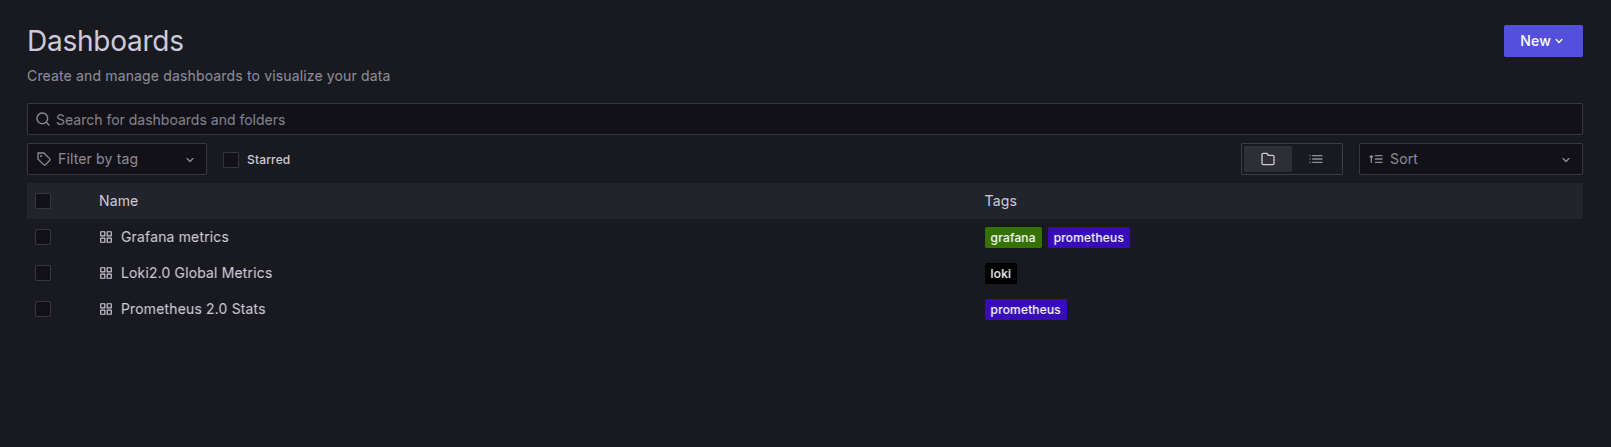 Dashboards
New
Create and manage dashboards to visualize your data
Search for dashboards and folders
Filter by tag Starred Sort
Name Tags
Grafana metrics grafana prometheus
Loki2.0 Global Metrics loki
Prometheus 2.0 Stats prometheus